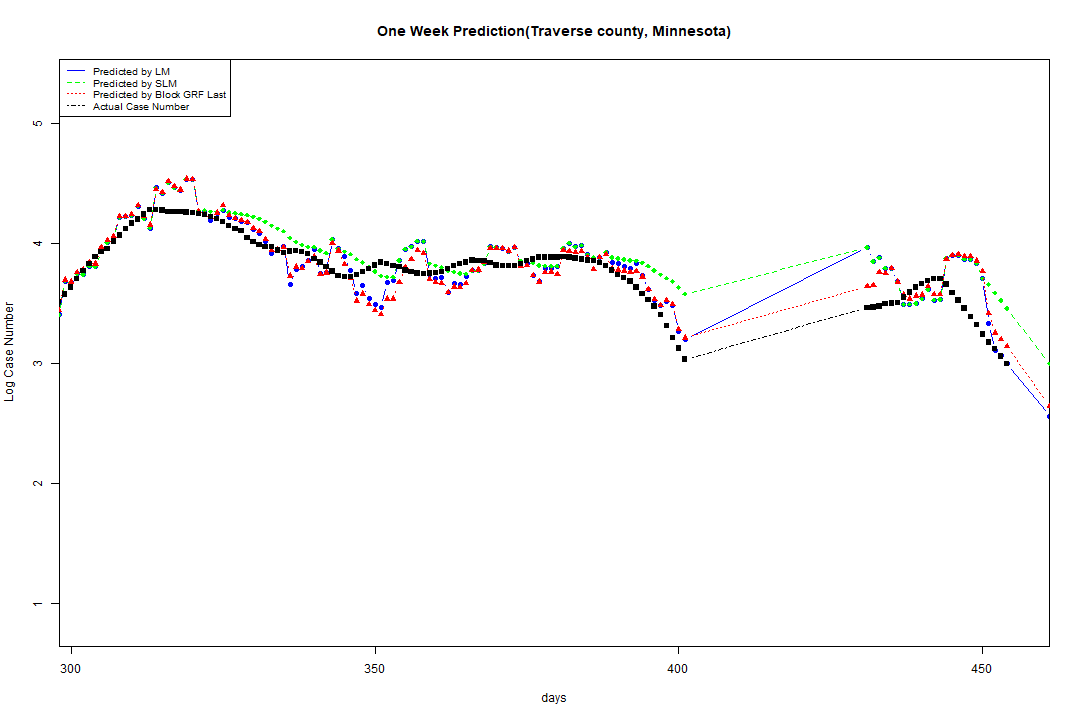 One Week Prediction(Traverse county, Minnesota)
Predicted by LM
Predicted by SLM
Predicted by Block GRF Last
Actual Case Number
5
4
3
2
1
Log Case Number
300
350
400
450
days